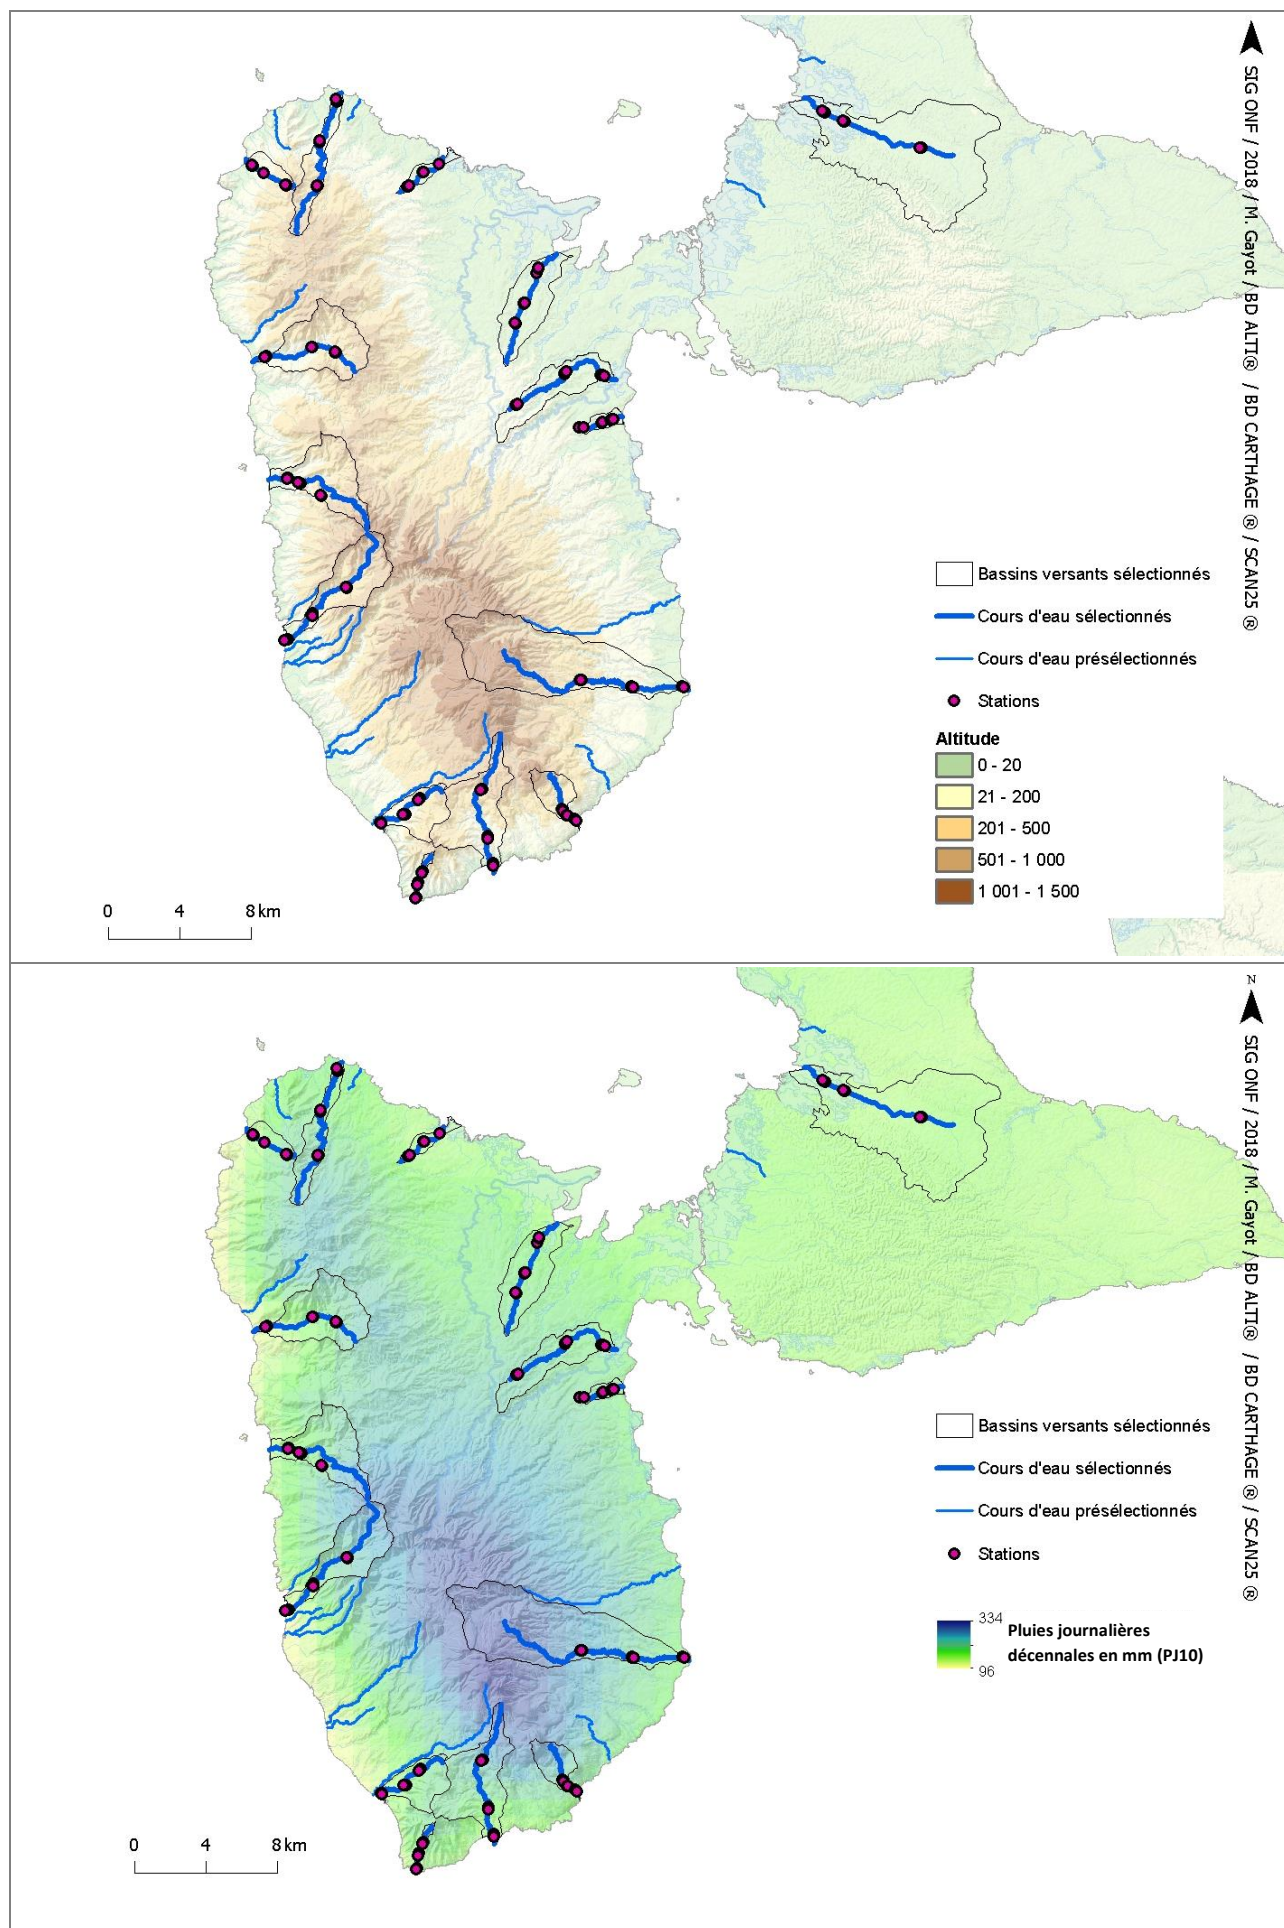 SIG ONF / 2018 / M. Gayot / BD ALTI® / BD CARTHAGE ® / SCAN25 ®
Bassins versants sélectionnés
Cours d'eau sélectionnés
Cours d'eau présélectionnés
Stations
Altitude
0 - 20
21 - 200
201 - 500
501 - 1 000
1 001 - 1 500
0 4 8 km
N
SIG ONF / 2018 / M. Gayot / BD ALTI® / BD CARTHAGE ® / SCAN25 ®
Bassins versants sélectionnés
Cours d'eau sélectionnés
Cours d'eau présélectionnés
Stations
334
Pluies journalières
décennales en mm (PJ10)
96
0 4 8 km